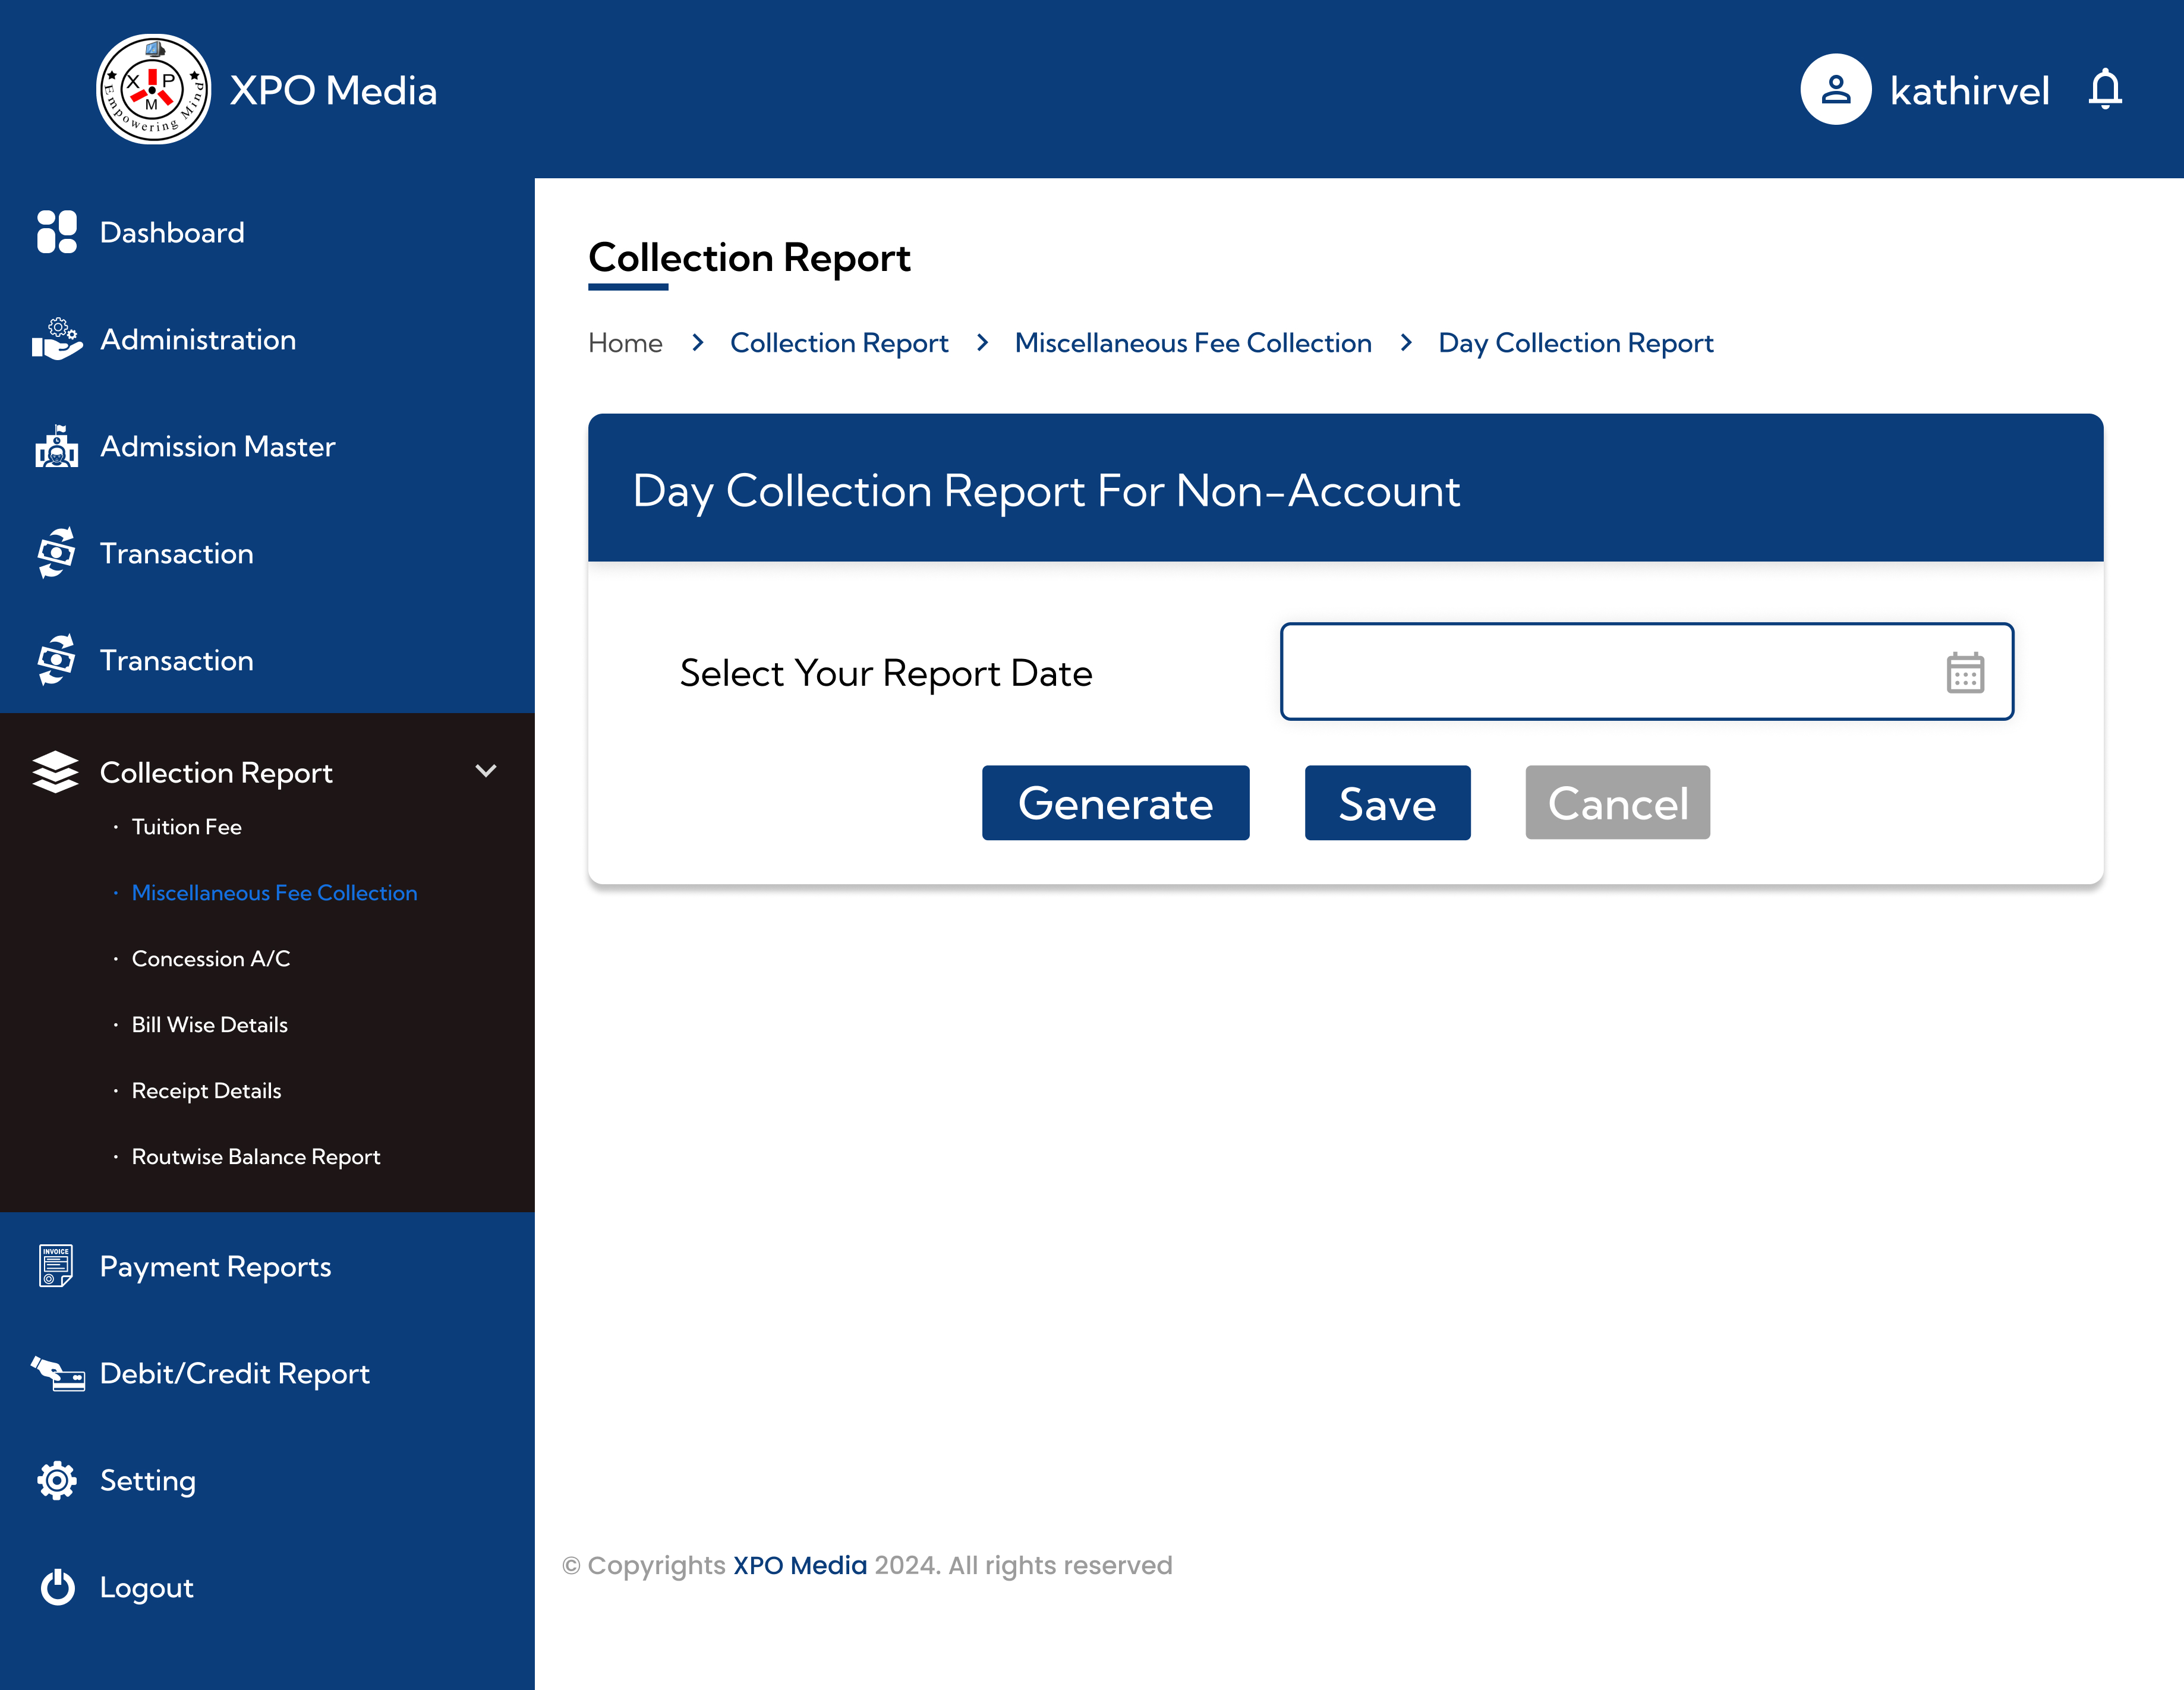 X P M
Empowering Mind
XPO Media
kathirvel
Dashboard
Administration
Admission Master
Transaction
Transaction
Collection Report
· Tuition Fee
· Miscellaneous Fee Collection
· Concession A/C
· Bill Wise Details
· Receipt Details
· Routwise Balance Report
INVOICE
Payment Reports
Debit/Credit Report
Setting
Logout
Collection Report
Home > Collection Report > Miscellaneous Fee Collection > Day Collection Report
Day Collection Report For Non-Account
Select Your Report Date
Generate Save Cancel
© Copyrights XPO Media 2024. All rights reserved